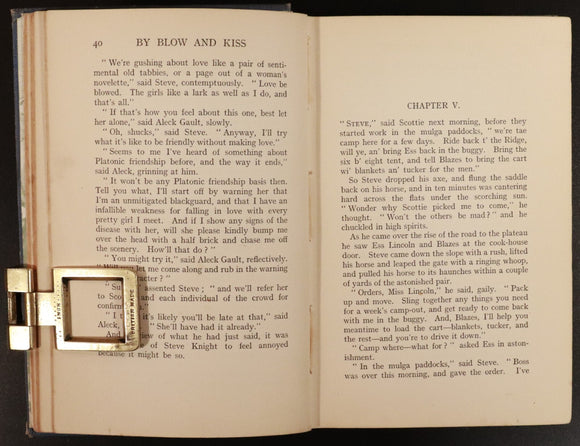 40 BY BLOW AND KISS
"We're gushing about love like a pair of senti-
mental old tabbies, or a page out of a woman's
novelette," said Steve, contemptuously. "Love be
blowed. The girls like a lark as well as I do, and
that's all."
"If that's how you feel about this one, best let
her alone," said Aleck Gault, slowly.
"Oh, shucks," said Steve. "Anyway, I'll try
what it's like to be friendly without making love."
"Seems to me I've heard of something about
Platonic friendship before, and the way it ends,"
said Aleck, grinning at him.
"It won't be any Platonic friendship basis then.
Tell you what, I'll start off by warning her that
I'm an unmitigated blackguard, and that I have an
infallible weakness for falling in love with every
pretty girl I meet. And if I show any signs of the
disease with her, will she please kindly bump me
over the head with a half brick and chase me off
the scenery. How'll that do?"
"You might try it," said Aleck Gault, reflectively.
let me come along and rub in the warning
acter?"
assented Steve; "and we'll refer her
to Sco each individual of the crowd for
confirm
"I t it's likely you'll be late at that," said
Aleck, "She'll have had it already."
And view of what he had just said, it was
of Steve Knight to feel annoyed
because it might be so.
BRITISH MADE
CHAPTER V.
"STEVE," said Scottie next morning, before they
started work in the mulga paddocks, "we're tae
camp here for a few days. Ride back t' the Ridge,
will ye, an' bring Ess back in the buggy. Bring the
six b' eight tent, and tell Blazes to bring the cart
wi' blankets an' tucker for the men."
So Steve dropped his axe, and flung the saddle
back on his horse, and in ten minutes was cantering
hard across the flats under the scorching sun.
"Wonder why Scottie picked me to come," he
thought. "Won't the others be mad?" and he
chuckled in high spirits.
As he came over the rise of the road to the plateau
he saw Ess Lincoln and Blazes at the cook-house
door. Steve came down the slope with a rush, lifted
his horse and leaped the gate with a ringing whoop,
and pulled his horse to its haunches within a couple
of yards of the astonished pair.
"Orders, Miss Lincoln," he said, gaily. "Pack
up and move. Sling together any things you need
for a week's camp-out, and get ready to come back
with me in the buggy. And, Blazes, I'll help you
meantime to load the cart—blankets, tucker, and
the rest—and you're to drive it down."
"Camp where—what for?" asked Ess in aston-
ishment.
"In the mulga paddocks," said Steve. "Boss
was over this morning, and gave the order. I've